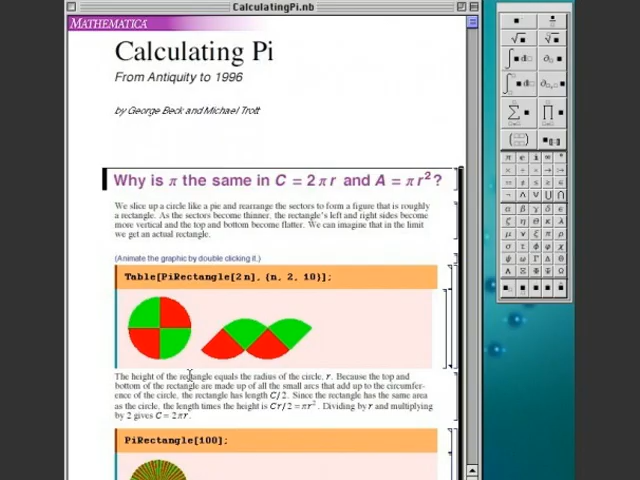 CalculatingPi.nb
MATHEMATICA
Calculating Pi
From Antiquity to 1996
by George Beck and Michael Trott
Why is π the same in C = 2 π r and A = π r²?
We slice up a circle like a pie and rearrange the sectors to form a figure that is roughly
a rectangle. As the sectors become thinner, the rectangle's left and right sides become
more vertical and the top and bottom become flatter. We can imagine that in the limit
we get an actual rectangle.
(Animate the graphic by double clicking it.)
Table[PiRectangle[2 n], {n, 2, 10}];
The height of the rectangle equals the radius of the circle, r. Because the top and
bottom of the rectangle are made up of all the small arcs that add up to the circumfer-
ence of the circle, the rectangle has length C/2. Since the rectangle has the same area
as the circle, the length times the height is Cr/2 = πr². Dividing by r and multiplying
by 2 gives C = 2πr.
PiRectangle[100];